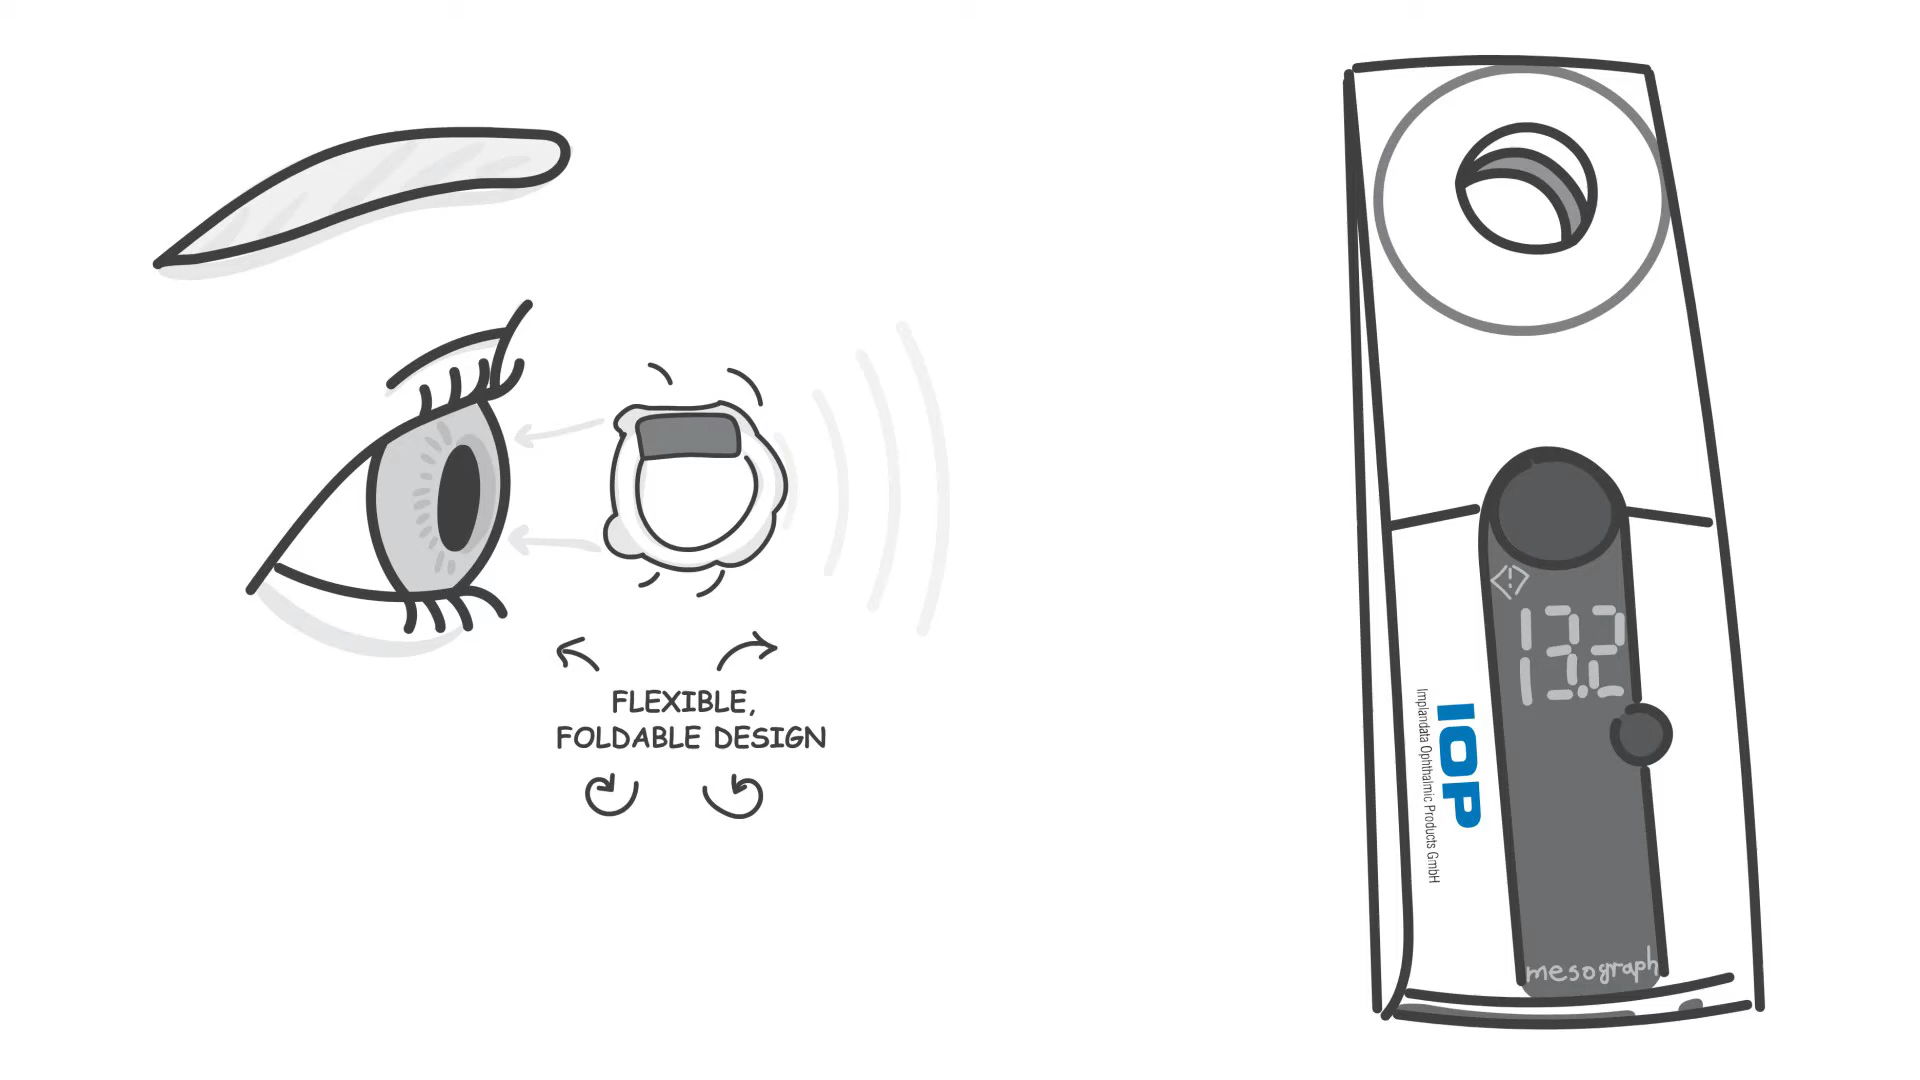 FLEXIBLE,
FOLDABLE DESIGN
13.2
IOP
Implandata Ophthalmic Products GmbH
mesograph